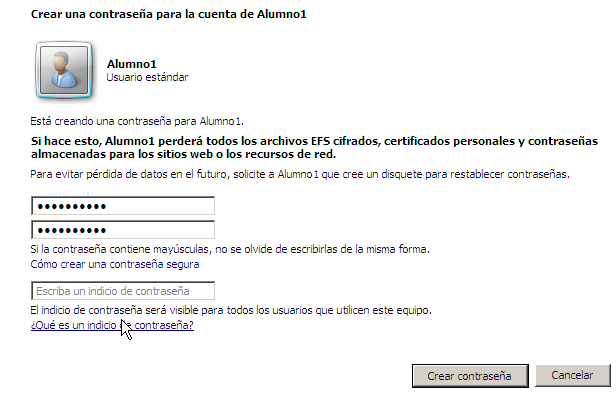 Crear una contraseña para la cuenta de Alumno1
Alumno1
Usuario estándar
Está creando una contraseña para Alumno1.
Si hace esto, Alumno1 perderá todos los archivos EFS cifrados, certificados personales y contraseñas
almacenadas para los sitios web o los recursos de red.
Para evitar pérdida de datos en el futuro, solicite a Alumno1 que cree un disquete para restablecer contraseñas.
••••••••••
••••••••••
Si la contraseña contiene mayúsculas, no se olvide de escribirlas de la misma forma.
Cómo crear una contraseña segura
Escriba un indicio de contraseña
El indicio de contraseña será visible para todos los usuarios que utilicen este equipo.
¿Qué es un indicio de contraseña?
Crear contraseña
Cancelar